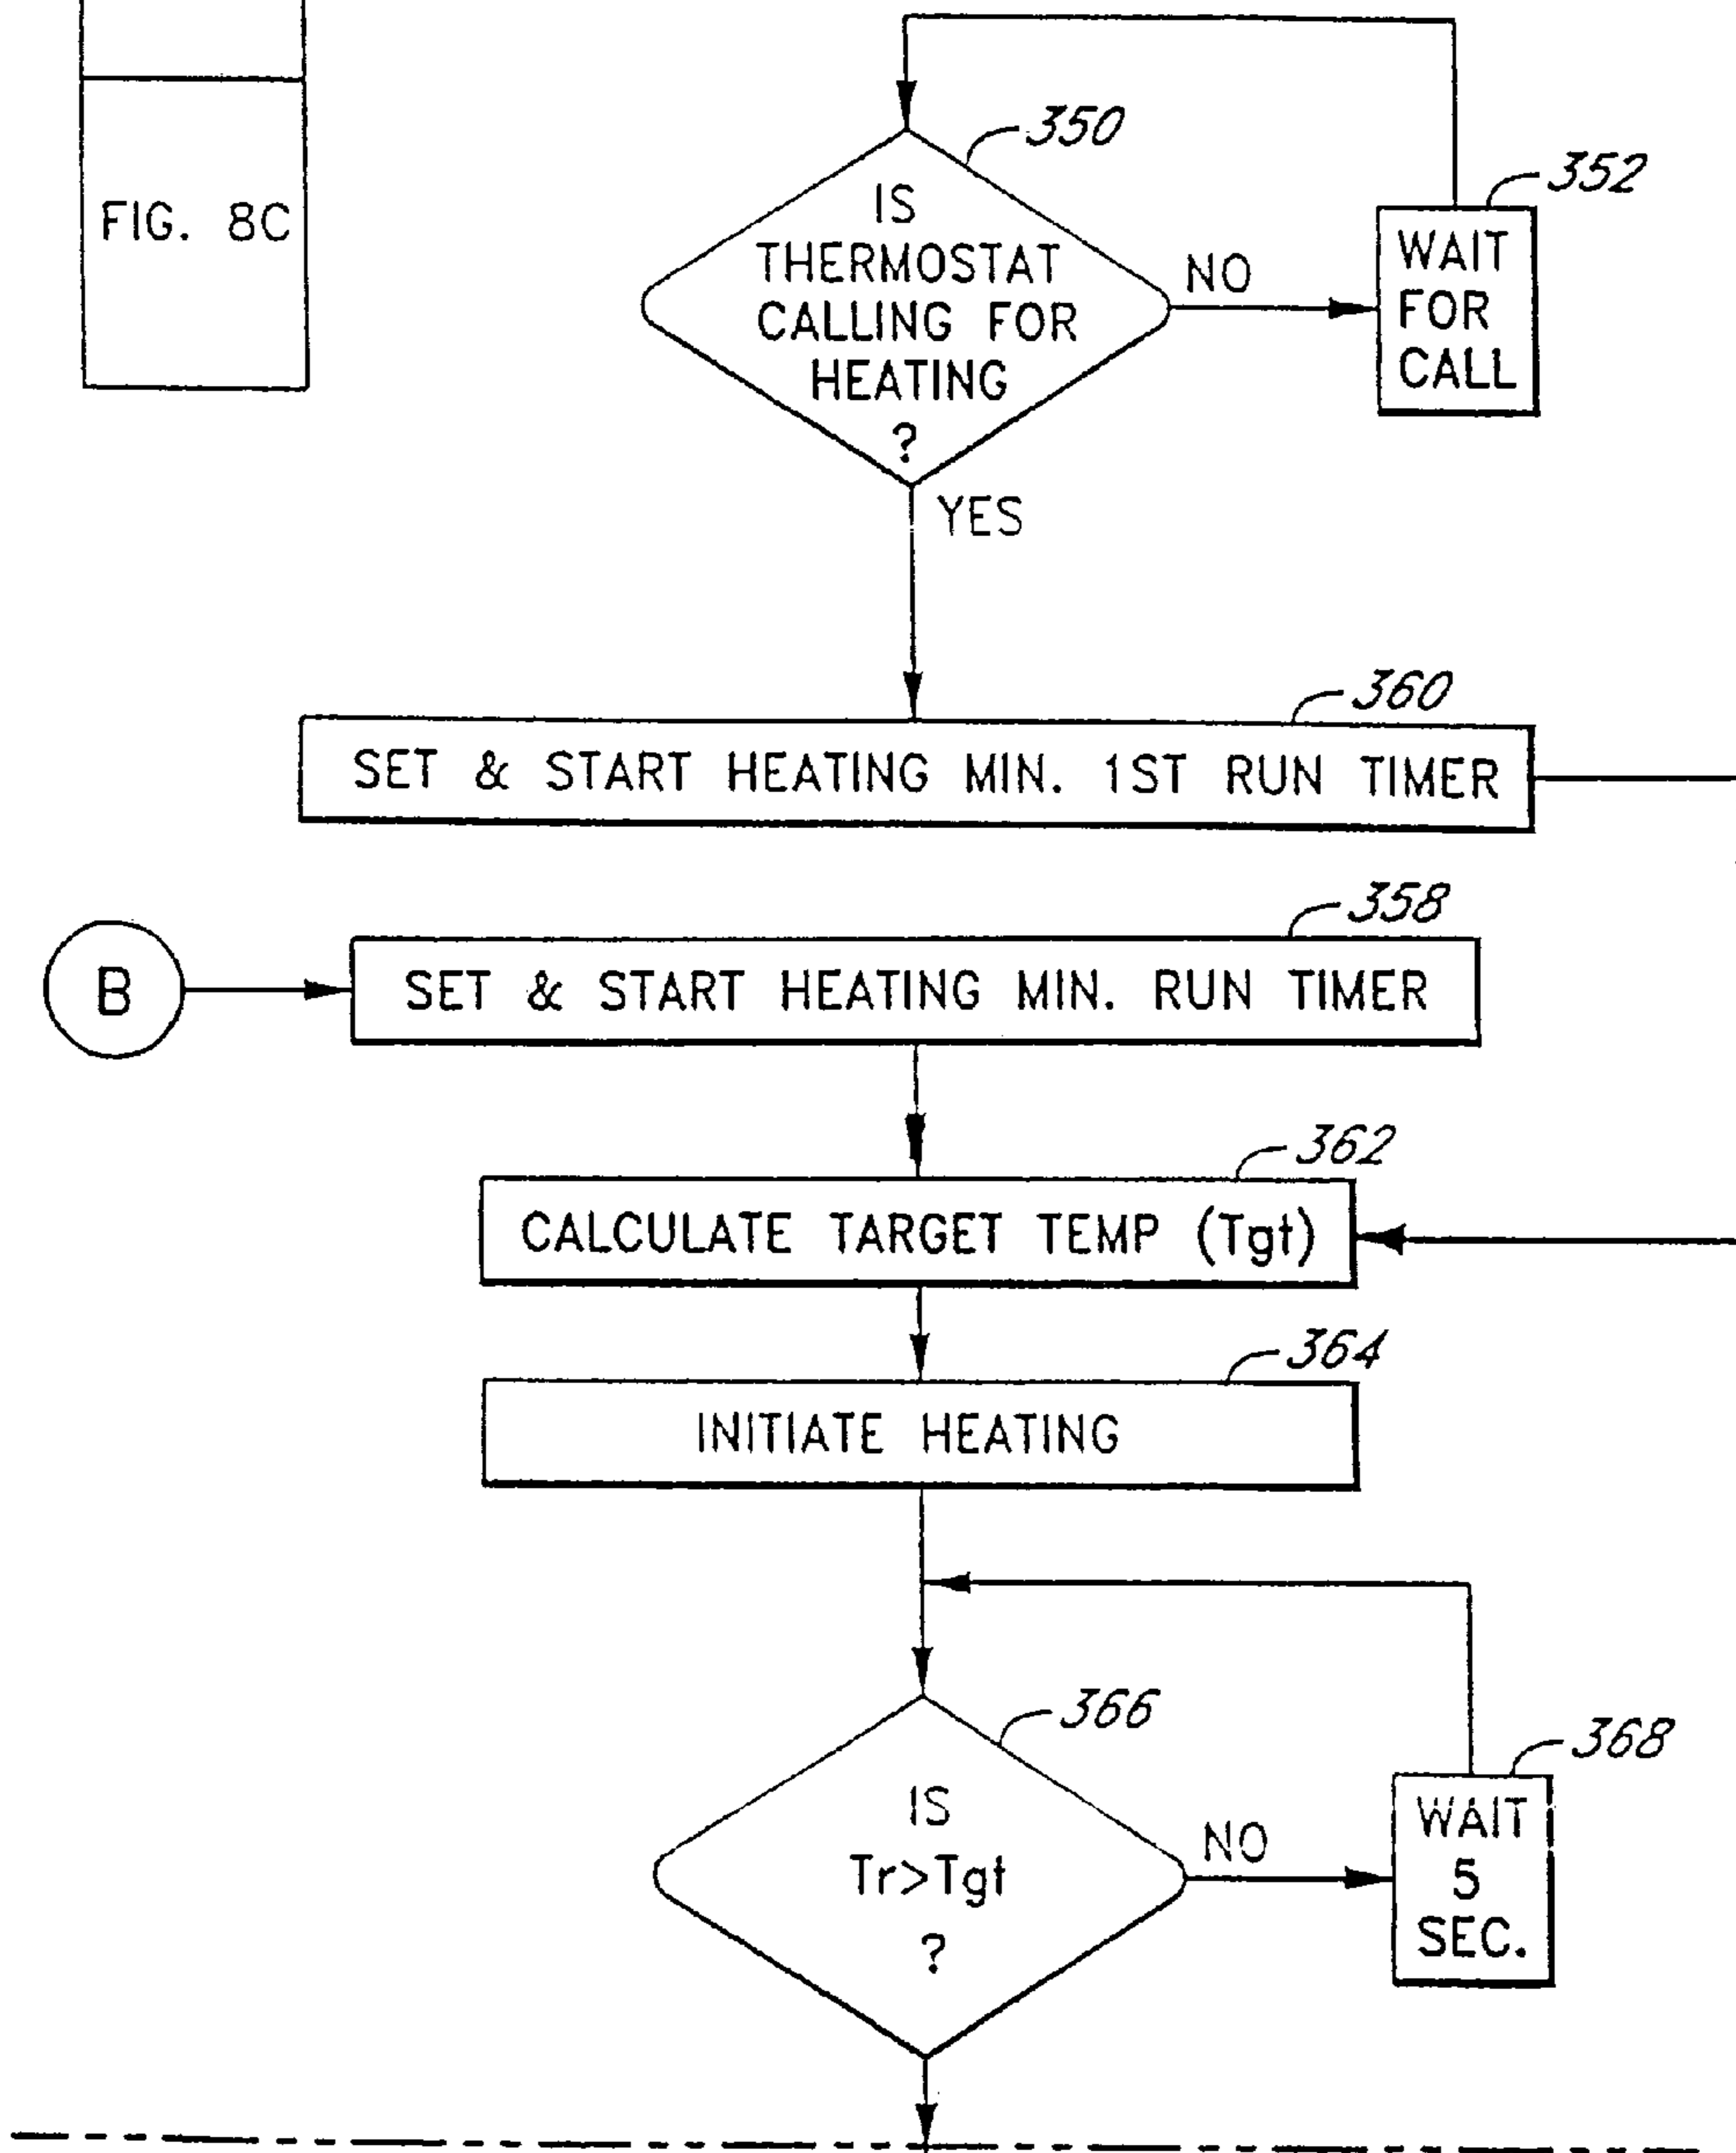 350
352
FIG. 8C
IS
THERMOSTAT
CALLING FOR
HEATING
?
NO
WAIT
FOR
CALL
YES
360
SET & START HEATING MIN. 1ST RUN TIMER
358
B
SET & START HEATING MIN. RUN TIMER
362
CALCULATE TARGET TEMP (Tgt)
364
INITIATE HEATING
366
368
IS
Tr>Tgt
?
NO
WAIT
5
SEC.